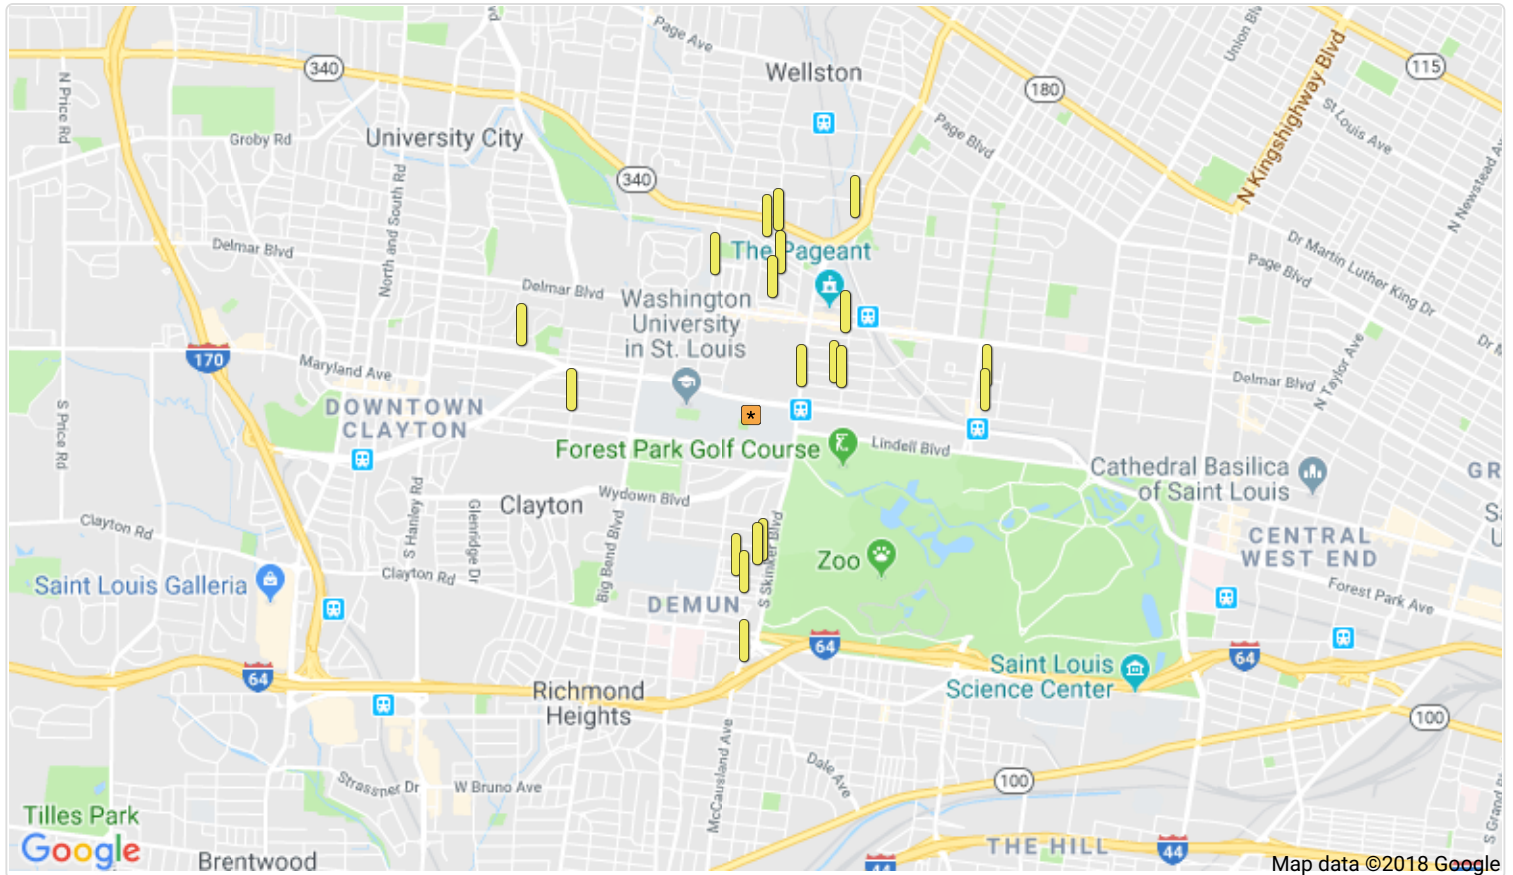 Page Ave
Union Blv
N Kingshighway Blvd
Wellston
115
340
180
N Price Rd
St Louis Ave
Groby Rd
University City
Page Blvd
340
N Newstead Av
North and South Rd
Delmar Blvd
The Pageant
Dr Martin Luther King Dr
Page Blvd
Delmar Blvd
Washington
University
in St. Louis
170
Maryland Ave
Dr M
N Taylor Ave
Delmar Blvd
DOWNTOWN
CLAYTON
*
S Price Rd
Forest Park Golf Course
Lindell Blvd
Cathedral Basilica
of Saint Louis
GR
Clayton
Wydown Blvd
S Hanley Rd
Glenridge Dr
Big Bend Blvd
S Skinker Blvd
Clayton Rd
CENTRAL
WEST END
Zoo
Saint Louis Galleria
Clayton Rd
Forest Park Ave
DEMUN
64
64
64
Saint Louis
Science Center
Richmond
Heights
100
McCausland Ave
Dale Ave
100
Strassner Dr
W Bruno Ave
S Grand
Tilles Park
Google
Brentwood
THE HILL
44
44
Map data ©2018 Google